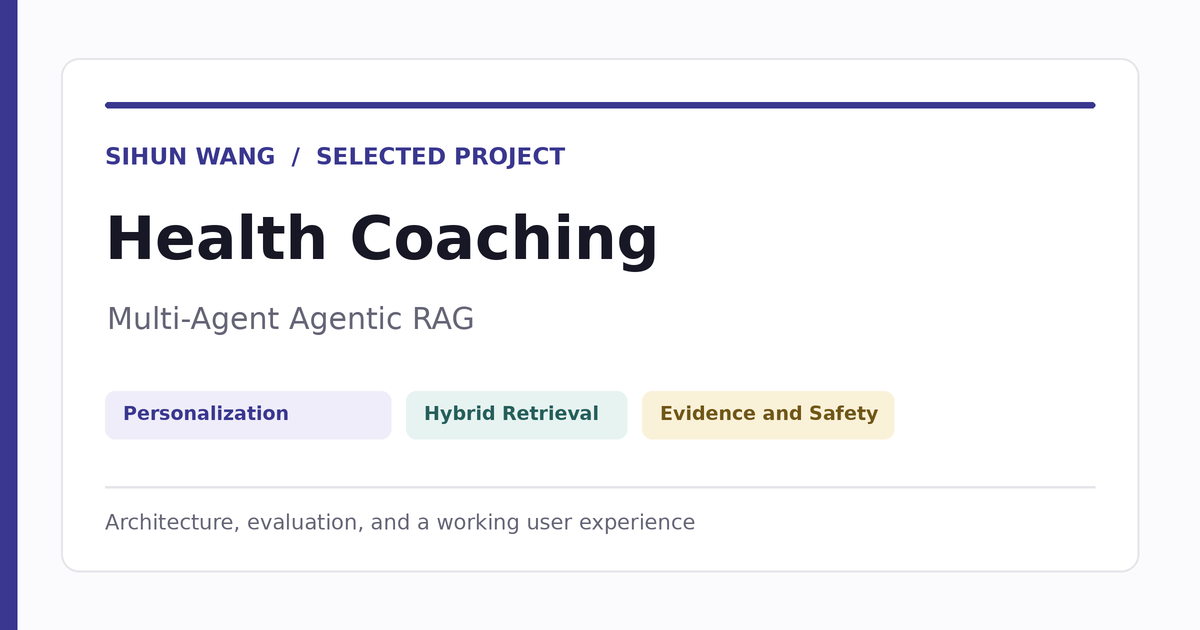 SIHUN WANG / SELECTED PROJECT
Health Coaching
Multi-Agent Agentic RAG
Personalization
Hybrid Retrieval
Evidence and Safety
Architecture, evaluation, and a working user experience